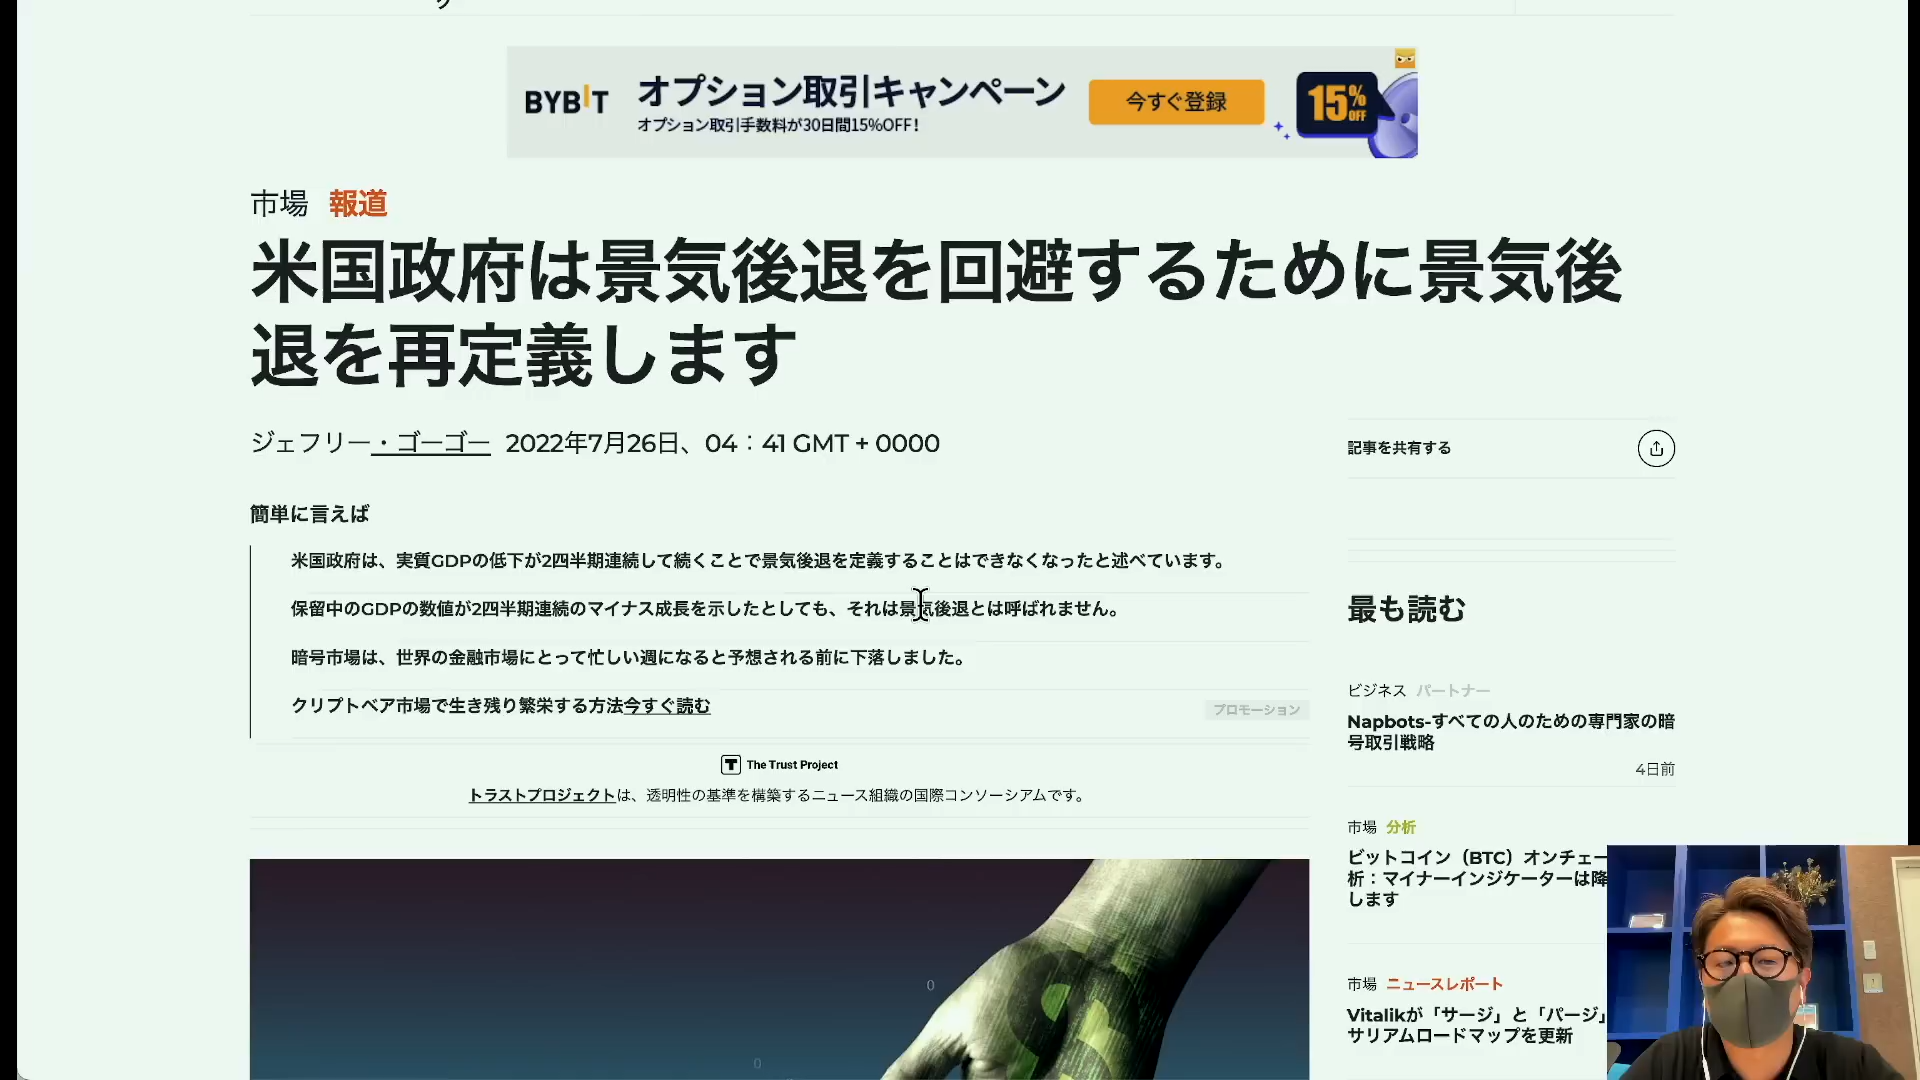 BYBIT
オプション取引キャンペーン
オプション取引手数料が30日間15%OFF!
今すぐ登録
15%
OFF
市場 報道
米国政府は景気後退を回避するために景気後
退を再定義します
ジェフリー・ゴーゴー 2022年7月26日、04：41 GMT + 0000
記事を共有する
簡単に言えば
米国政府は、実質GDPの低下が2四半期連続して続くことで景気後退を定義することはできなくなったと述べています。
保留中のGDPの数値が2四半期連続のマイナス成長を示したとしても、それは景気後退とは呼ばれません。
暗号市場は、世界の金融市場にとって忙しい週になると予想される前に下落しました。
クリプトベア市場で生き残り繁栄する方法今すぐ読む
プロモーション
The Trust Project
トラストプロジェクトは、透明性の基準を構築するニュース組織の国際コンソーシアムです。
最も読む
ビジネス パートナー
Napbots-すべての人のための専門家の暗
号取引戦略
4日前
市場 分析
ビットコイン（BTC）オンチェー
析：マイナーインジケーターは降
します
市場 ニュースレポート
Vitalikが「サージ」と「パージ」
サリアムロードマップを更新
0
0